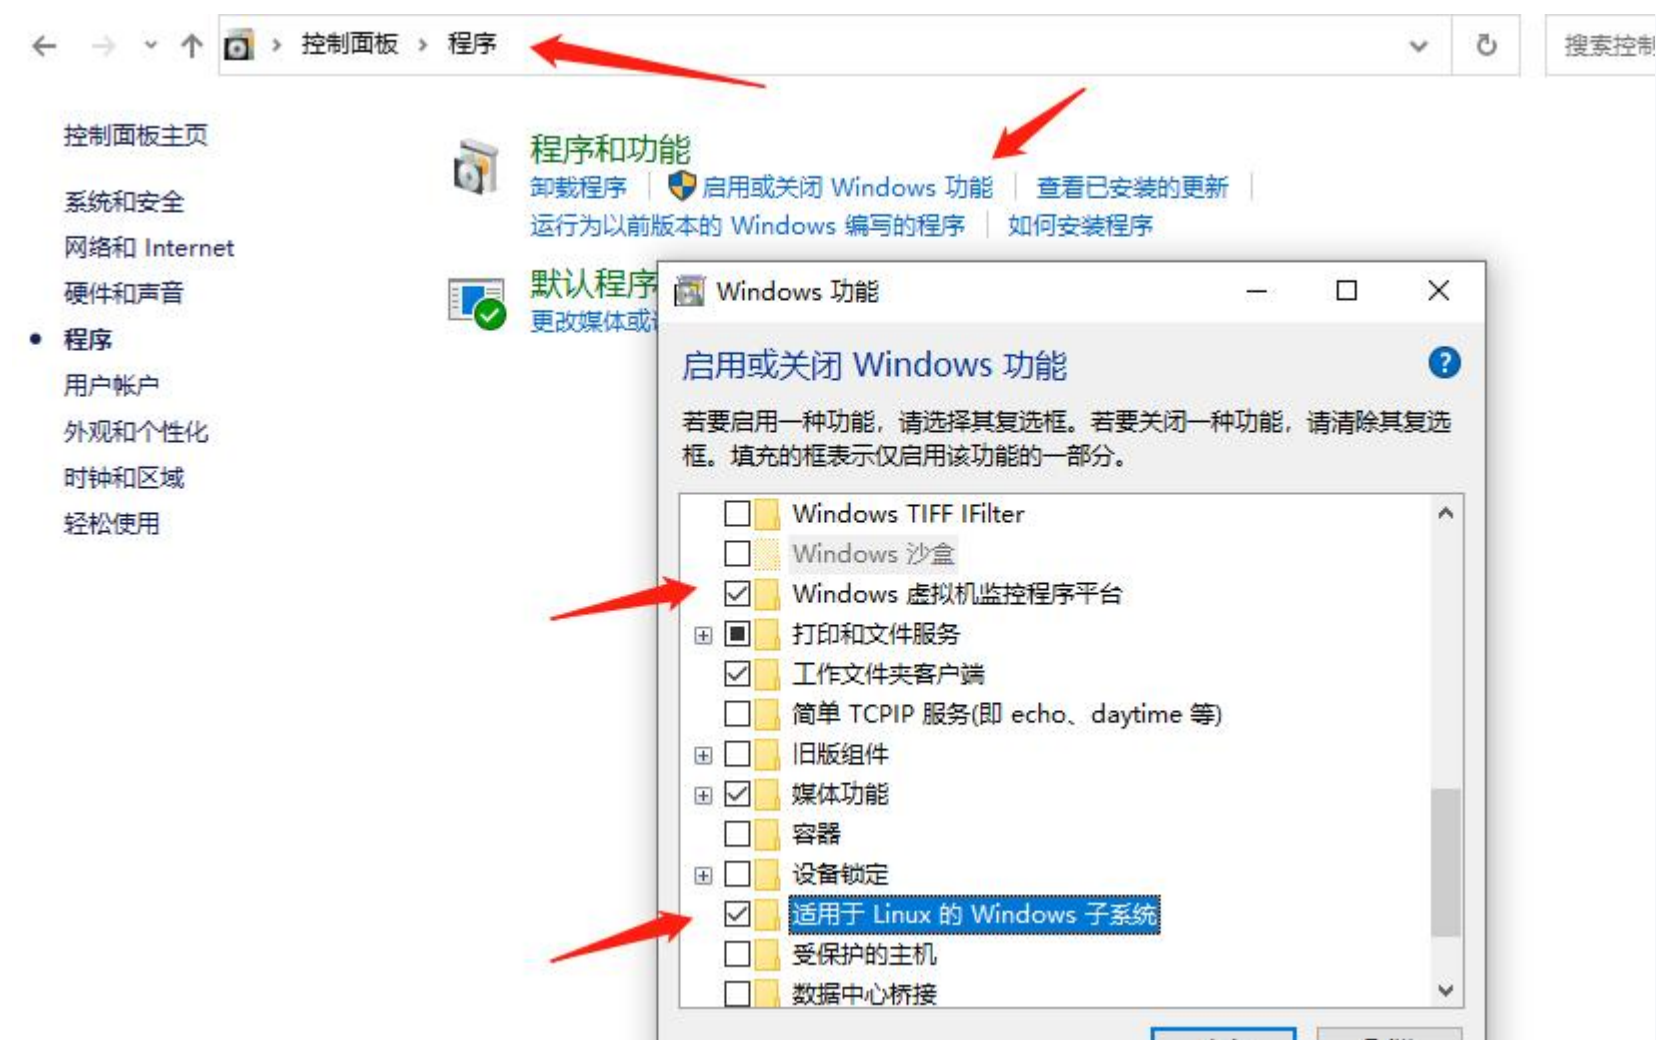 控制面板 › 程序
搜索控制
控制面板主页
系统和安全
网络和 Internet
硬件和声音
程序
用户帐户
外观和个性化
时钟和区域
轻松使用
程序和功能
卸载程序 启用或关闭 Windows 功能 查看已安装的更新
运行为以前版本的 Windows 编写的程序 如何安装程序
默认程序
更改媒体或
Windows 功能
启用或关闭 Windows 功能
若要启用一种功能，请选择其复选框。若要关闭一种功能，请清除其复选
框。填充的框表示仅启用该功能的一部分。
Windows TIFF IFilter
Windows 沙盒
Windows 虚拟机监控程序平台
打印和文件服务
工作文件夹客户端
简单 TCPIP 服务(即 echo、daytime 等)
旧版组件
媒体功能
容器
设备锁定
适用于 Linux 的 Windows 子系统
受保护的主机
数据中心桥接